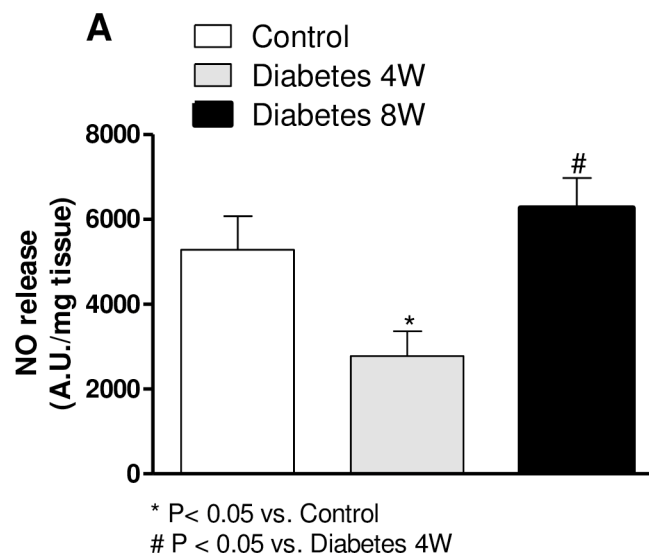 A
Control
Diabetes 4W
Diabetes 8W
NO release
(A.U./mg tissue)
8000
6000
4000
2000
0
*
#
* P< 0.05 vs. Control
# P < 0.05 vs. Diabetes 4W